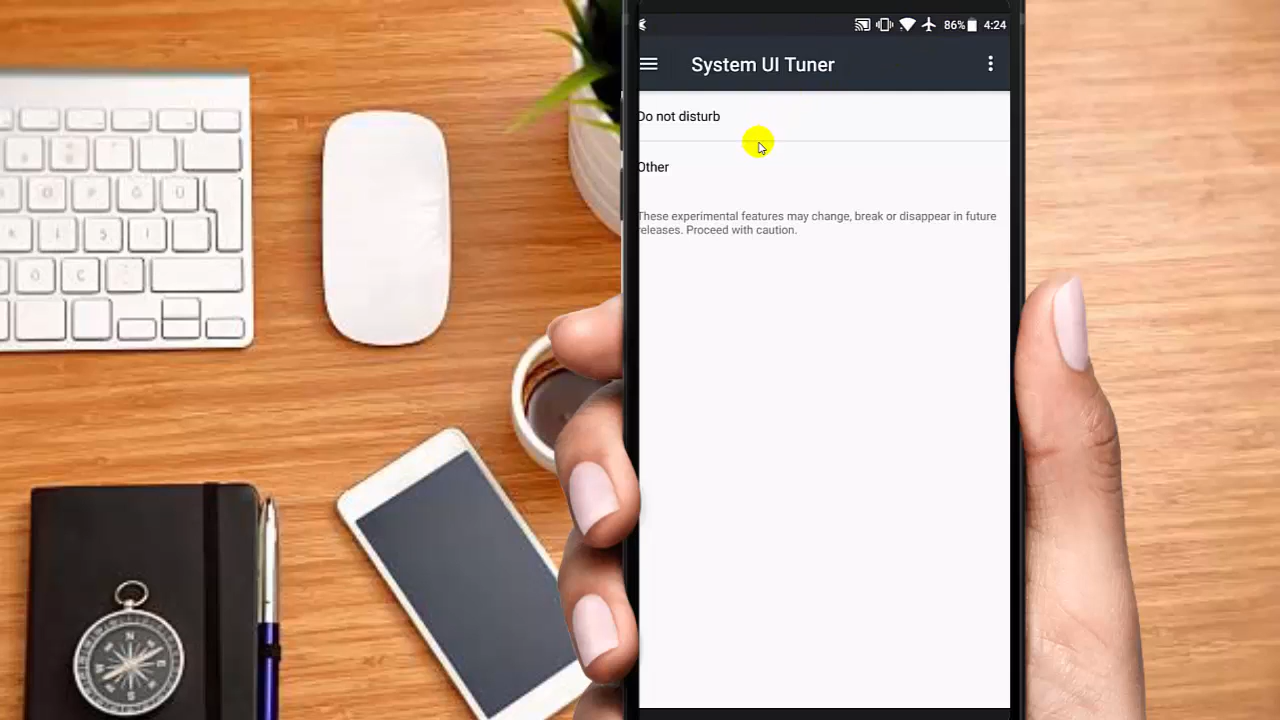 86% 4:24
System UI Tuner
Do not disturb
Other
These experimental features may change, break or disappear in future
releases. Proceed with caution.
N
E
S